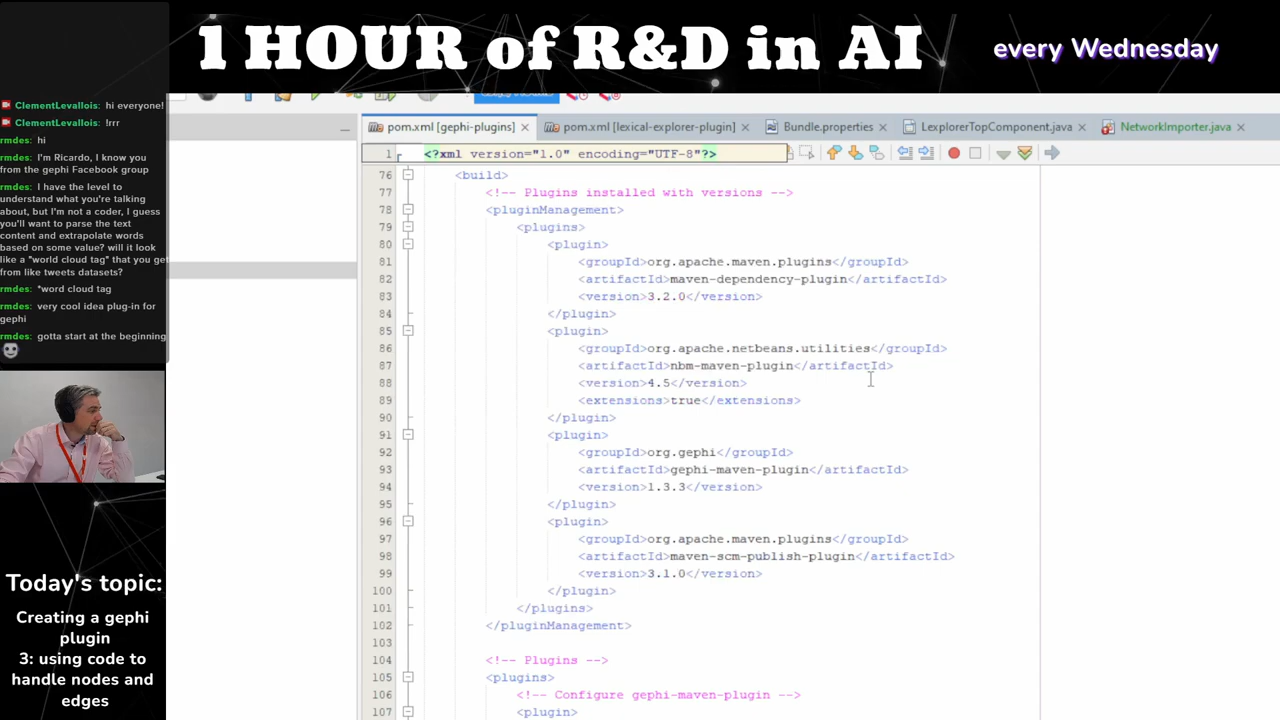 1 HOUR of R&D in AI
every Wednesday
ClementLevallois: hi everyone!
ClementLevallois: !rrr
rmdes: hi
rmdes: I'm Ricardo, I know you
from the gephi Facebook group
rmdes: I have the level to
understand what you're talking
about, but I'm not a coder, I guess
you'll want to parse the text
content and extrapolate words
based on some value? will it look
like a "world cloud tag" that you get
from like tweets datasets?
rmdes: *word cloud tag
rmdes: very cool idea plug-in for
gephi
rmdes: gotta start at the beginning
Today's topic:
Creating a gephi
plugin
3: using code to
handle nodes and
edges
pom.xml [gephi-plugins] pom.xml [lexical-explorer-plugin] Bundle.properties LexplorerTopComponent.java NetworkImporter.java
1 <?xml version="1.0" encoding="UTF-8"?>
76 <build>
77 <!-- Plugins installed with versions -->
78 <pluginManagement>
79 <plugins>
80 <plugin>
81 <groupId>org.apache.maven.plugins</groupId>
82 <artifactId>maven-dependency-plugin</artifactId>
83 <version>3.2.0</version>
84 </plugin>
85 <plugin>
86 <groupId>org.apache.netbeans.utilities</groupId>
87 <artifactId>nbm-maven-plugin</artifactId>
88 <version>4.5</version>
89 <extensions>true</extensions>
90 </plugin>
91 <plugin>
92 <groupId>org.gephi</groupId>
93 <artifactId>gephi-maven-plugin</artifactId>
94 <version>1.3.3</version>
95 </plugin>
96 <plugin>
97 <groupId>org.apache.maven.plugins</groupId>
98 <artifactId>maven-scm-publish-plugin</artifactId>
99 <version>3.1.0</version>
100 </plugin>
101 </plugins>
102 </pluginManagement>
103
104 <!-- Plugins -->
105 <plugins>
106 <!-- Configure gephi-maven-plugin -->
107 <plugin>